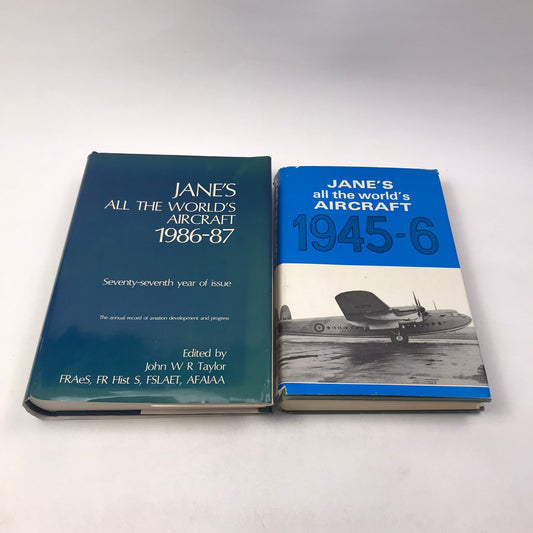 JANE'S
ALL THE WORLD'S
AIRCRAFT
1986-87
Seventy-seventh year of issue
The annual record of aviation development and progress
Edited by
John W R Taylor
FRAeS, FR Hist S, FSLAET, AFAIAA
JANE'S
all the world's
AIRCRAFT
1945-6